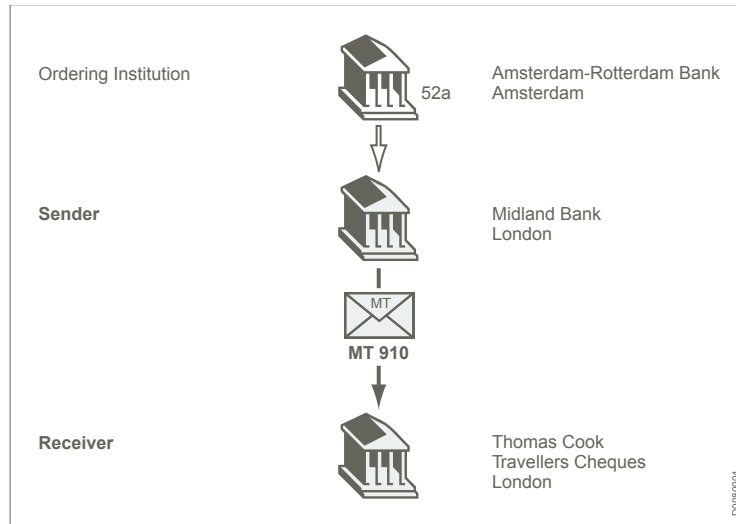 Ordering Institution
52a
Amsterdam-Rotterdam Bank
Amsterdam
Sender
Midland Bank
London
MT
MT 910
Receiver
Thomas Cook
Travellers Cheques
London
D0080004